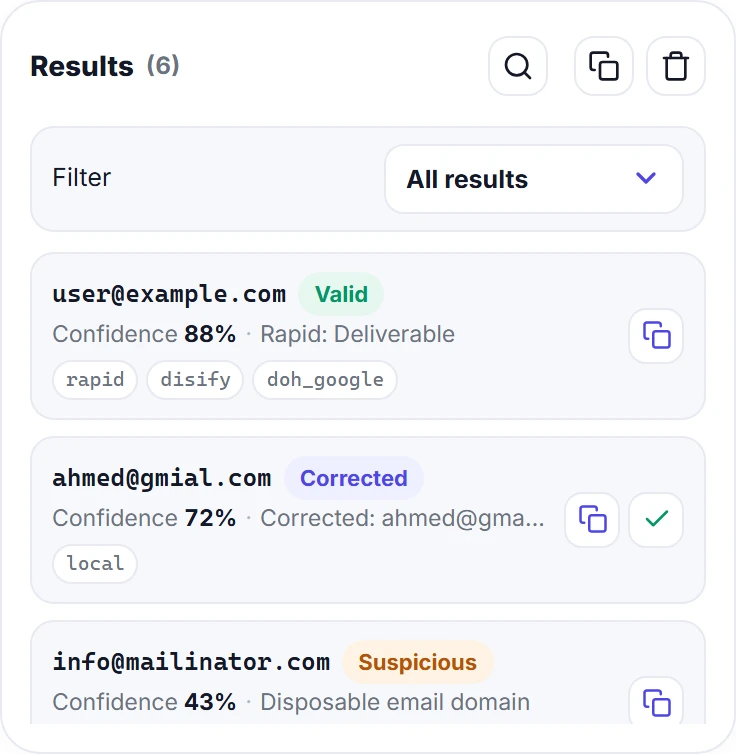 Results (6)
Filter
All results
user@example.com Valid
Confidence 88% · Rapid: Deliverable
rapid disify doh_google
ahmed@gmial.com Corrected
Confidence 72% · Corrected: ahmed@gma...
local
info@mailinator.com Suspicious
Confidence 43% · Disposable email domain